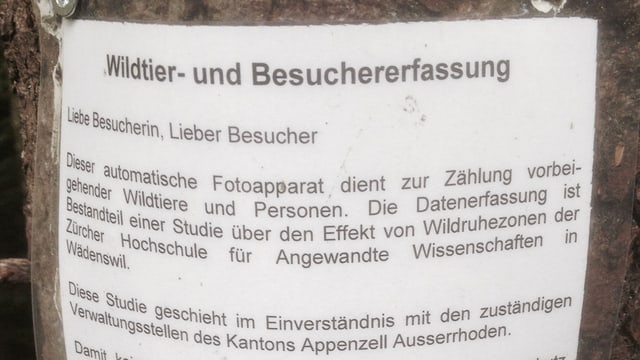 Wildtier- und Besuchererfassung
Liebe Besucherin, Lieber Besucher
Dieser automatische Fotoapparat dient zur Zählung vorbei-
gehender Wildtiere und Personen. Die Datenerfassung ist
Bestandteil einer Studie über den Effekt von Wildruhezonen der
Zürcher Hochschule für Angewandte Wissenschaften in
Wädenswil.
Diese Studie geschieht im Einverständnis mit den zuständigen
Verwaltungsstellen des Kantons Appenzell Ausserrhoden.
Damit